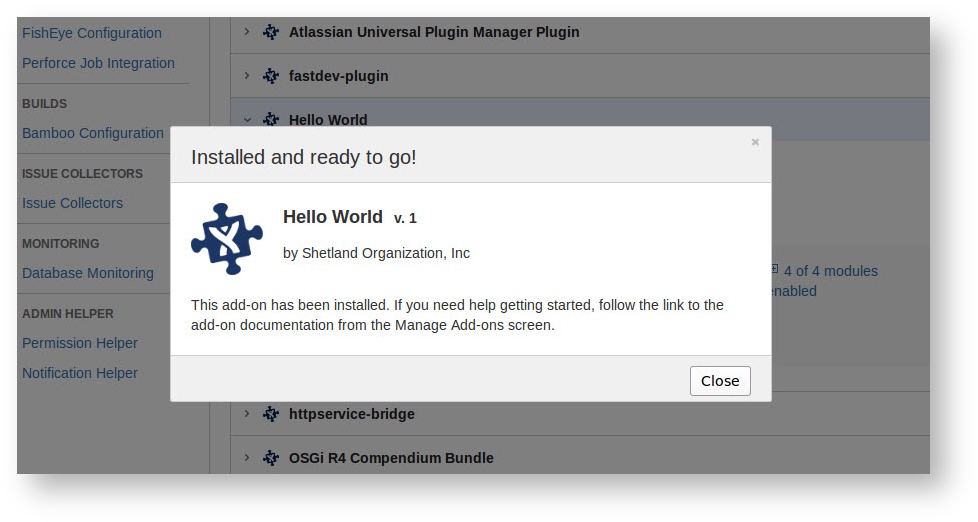 FishEye Configuration
Perforce Job Integration
BUILDS
Bamboo Configuration
ISSUE COLLECTORS
Issue Collectors
MONITORING
Database Monitoring
ADMIN HELPER
Permission Helper
Notification Helper
Atlassian Universal Plugin Manager Plugin
fastdev-plugin
Hello World
Installed and ready to go!
Hello World v. 1
by Shetland Organization, Inc
This add-on has been installed. If you need help getting started, follow the link to the
add-on documentation from the Manage Add-ons screen.
Close
4 of 4 modules
enabled
httpservice-bridge
OSGi R4 Compendium Bundle